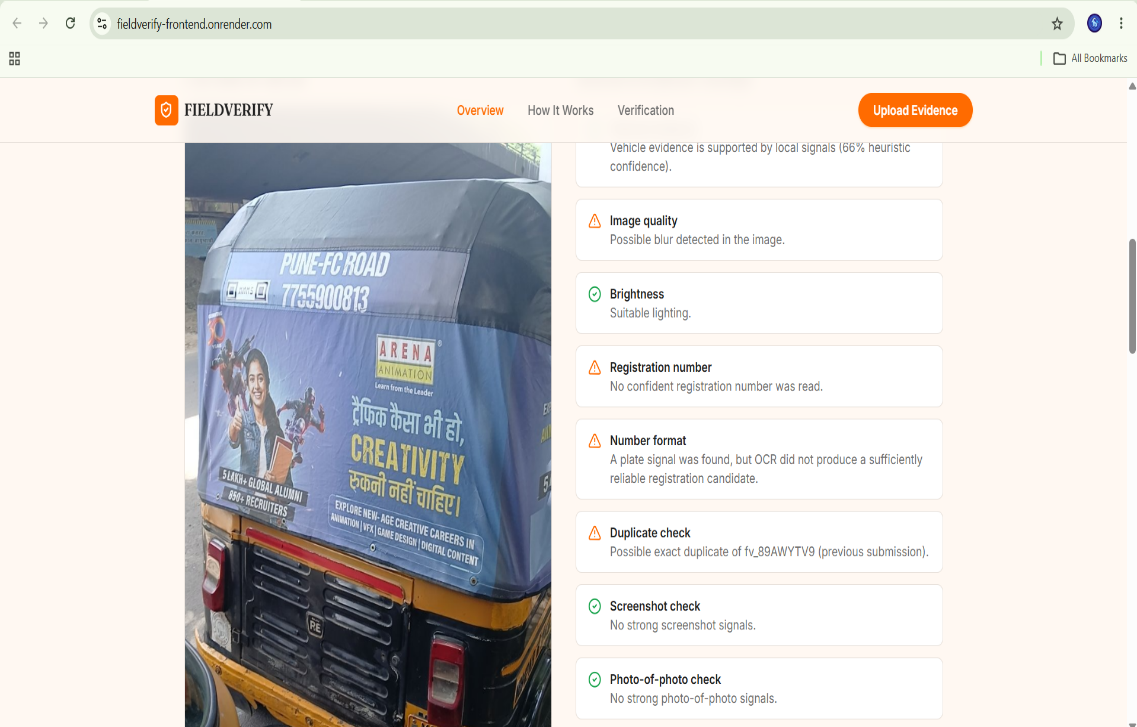 fieldverify-frontend.onrender.com
All Bookmarks
FIELDVERIFY
Overview
How It Works
Verification
Upload Evidence
PUNE-FC ROAD
7755900813
ARENA
ANIMATION
Learn from the Leader
ट्रैफिक कैसा भी हो,
CREATIVITY
रुकनी नहीं चाहिए।
5 LAKH+ GLOBAL ALUMNI
850+ RECRUITERS
EXPLORE NEW- AGE CREATIVE CAREERS IN
ANIMATION | VFX | GAME DESIGN | DIGITAL CONTENT
RE
Vehicle evidence is supported by local signals (66% heuristic
confidence).
Image quality
Possible blur detected in the image.
Brightness
Suitable lighting.
Registration number
No confident registration number was read.
Number format
A plate signal was found, but OCR did not produce a sufficiently
reliable registration candidate.
Duplicate check
Possible exact duplicate of fv_89AWYTV9 (previous submission).
Screenshot check
No strong screenshot signals.
Photo-of-photo check
No strong photo-of-photo signals.